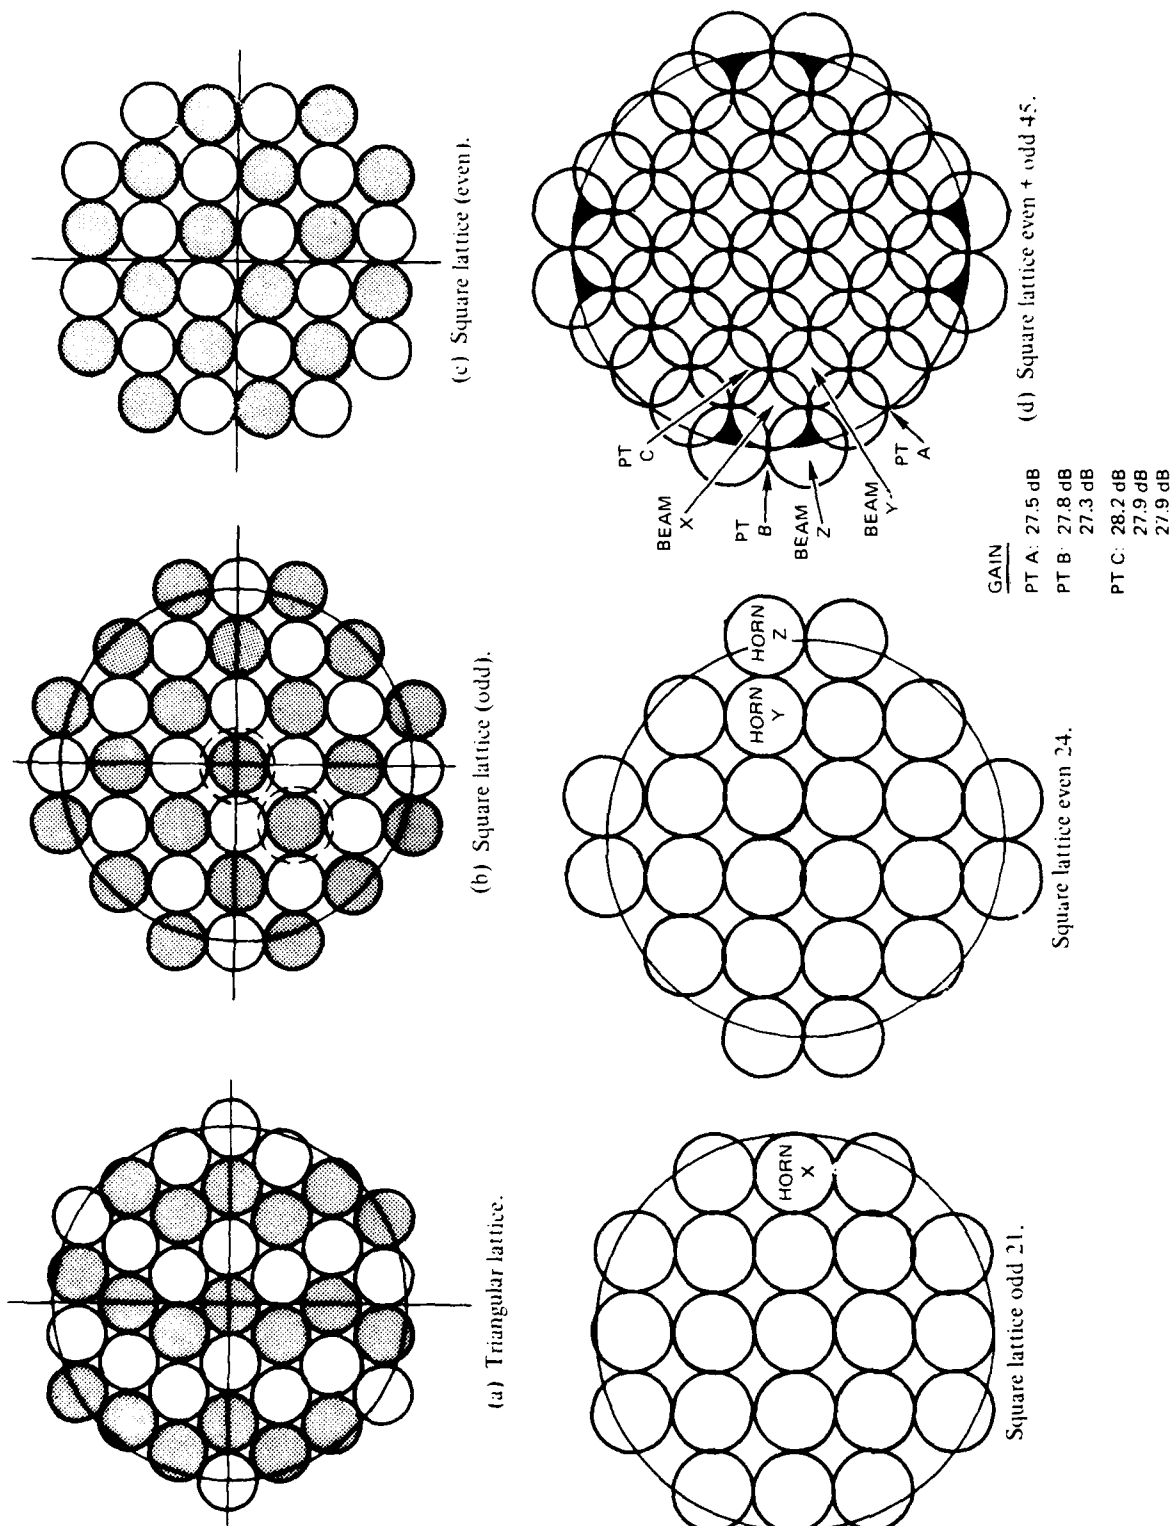 (a) Triangular lattice.
(b) Square lattice (odd).
(c) Square lattice (even).
HORN
X
Square lattice odd 21.
HORN
Y
HORN
Z
Square lattice even 24.
BEAM
X
PT
C
PT
B
BEAM
Z
BEAM
Y
PT
A
GAIN
PT A: 27.5 dB
PT B: 27.8 dB
27.3 dB
PT C: 28.2 dB
27.9 dB
27.9 dB
(d) Square lattice even + odd 45.